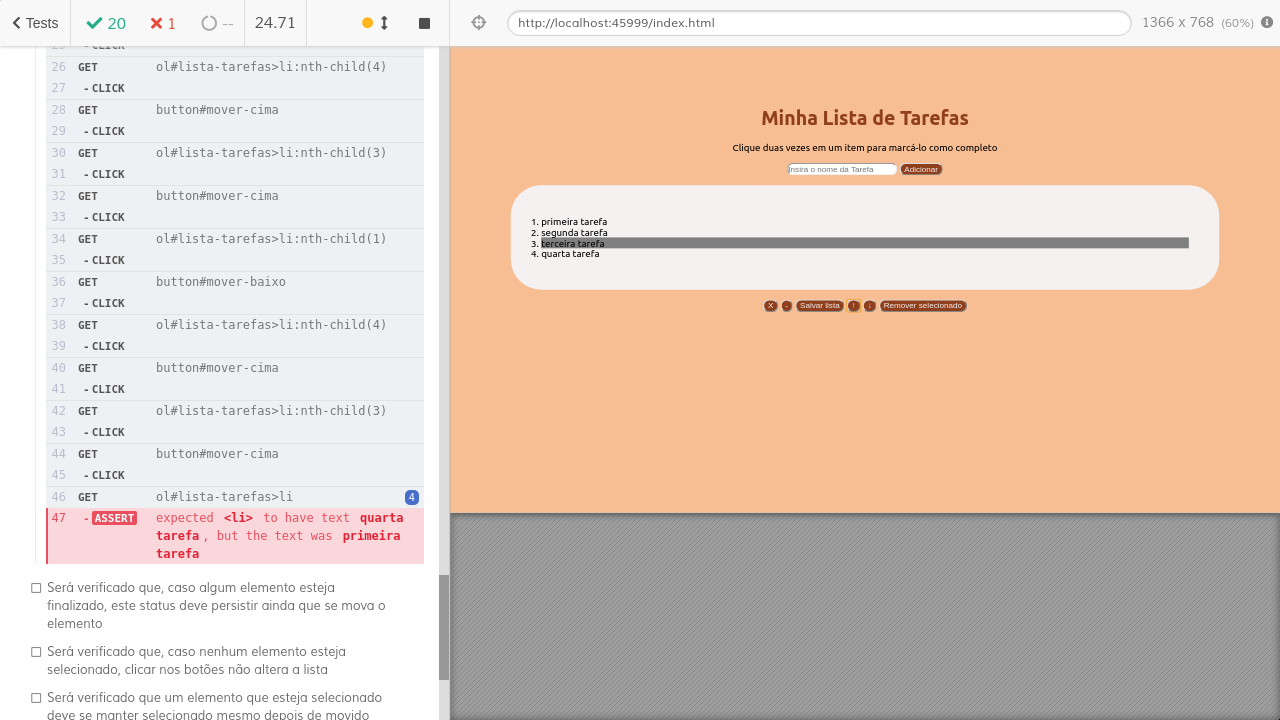 Tests
20
1
--
24.71
http://localhost:45999/index.html
1366 x 768 (60%)
25 - CLICK
26 GET ol#lista-tarefas>li:nth-child(4)
27 - CLICK
28 GET button#mover-cima
29 - CLICK
30 GET ol#lista-tarefas>li:nth-child(3)
31 - CLICK
32 GET button#mover-cima
33 - CLICK
34 GET ol#lista-tarefas>li:nth-child(1)
35 - CLICK
36 GET button#mover-baixo
37 - CLICK
38 GET ol#lista-tarefas>li:nth-child(4)
39 - CLICK
40 GET button#mover-cima
41 - CLICK
42 GET ol#lista-tarefas>li:nth-child(3)
43 - CLICK
44 GET button#mover-cima
45 - CLICK
46 GET ol#lista-tarefas>li 4
47 - ASSERT expected <li> to have text quarta
tarefa, but the text was primeira
tarefa
Será verificado que, caso algum elemento esteja
finalizado, este status deve persistir ainda que se mova o
elemento
Será verificado que, caso nenhum elemento esteja
selecionado, clicar nos botões não altera a lista
Será verificado que um elemento que esteja selecionado
deve se manter selecionado mesmo depois de movido
Minha Lista de Tarefas
Clique duas vezes em um item para marcá-lo como completo
Insira o nome da Tarefa Adicionar
1. primeira tarefa
2. segunda tarefa
3. terceira tarefa
4. quarta tarefa
X - Salvar lista ↑ ↓ Remover selecionado